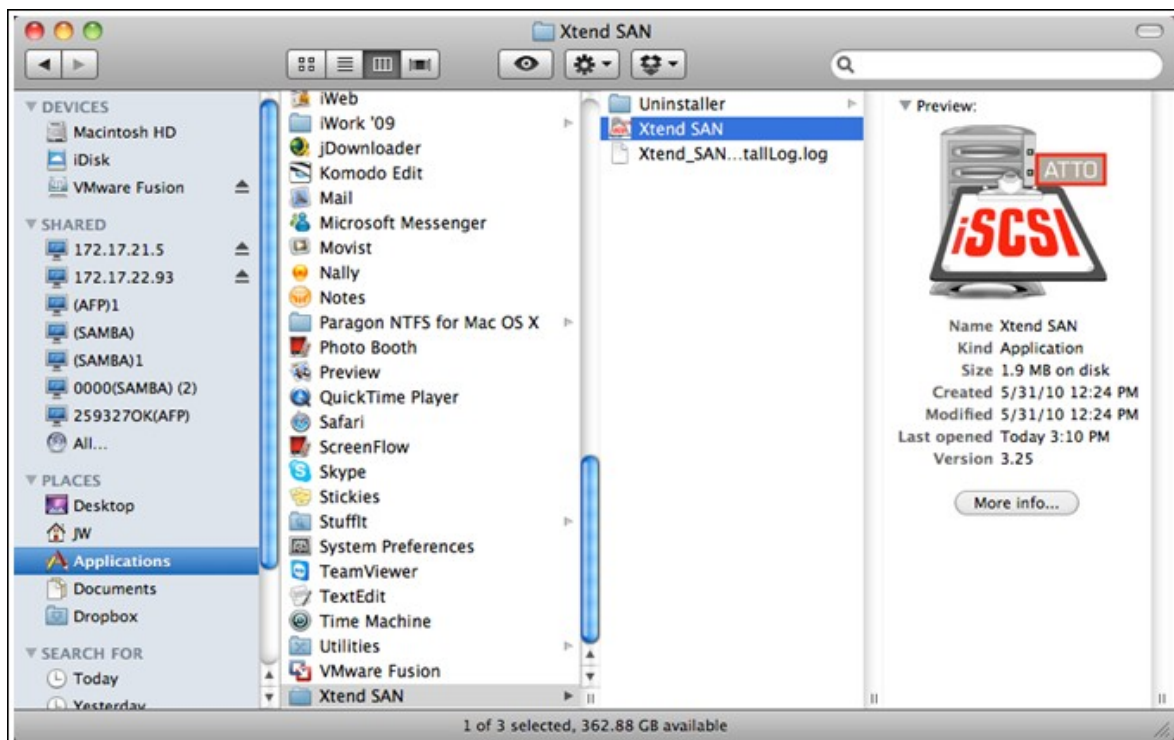 Xtend SAN
DEVICES
Macintosh HD
iDisk
VMware Fusion
SHARED
172.17.21.5
172.17.22.93
(AFP)1
(SAMBA)
(SAMBA)1
0000(SAMBA) (2)
259327OK(AFP)
All...
PLACES
Desktop
JW
Applications
Documents
Dropbox
SEARCH FOR
Today
Yesterday
iWeb
iWork '09
jDownloader
Komodo Edit
Mail
Microsoft Messenger
Movist
Nally
Notes
Paragon NTFS for Mac OS X
Photo Booth
Preview
QuickTime Player
Safari
ScreenFlow
Skype
Stickies
StuffIt
System Preferences
TeamViewer
TextEdit
Time Machine
Utilities
VMware Fusion
Xtend SAN
Uninstaller
Xtend SAN
Xtend_SAN...tallLog.log
Preview:
ATTO
iSCSI
Name Xtend SAN
Kind Application
Size 1.9 MB on disk
Created 5/31/10 12:24 PM
Modified 5/31/10 12:24 PM
Last opened Today 3:10 PM
Version 3.25
More info...
1 of 3 selected, 362.88 GB available